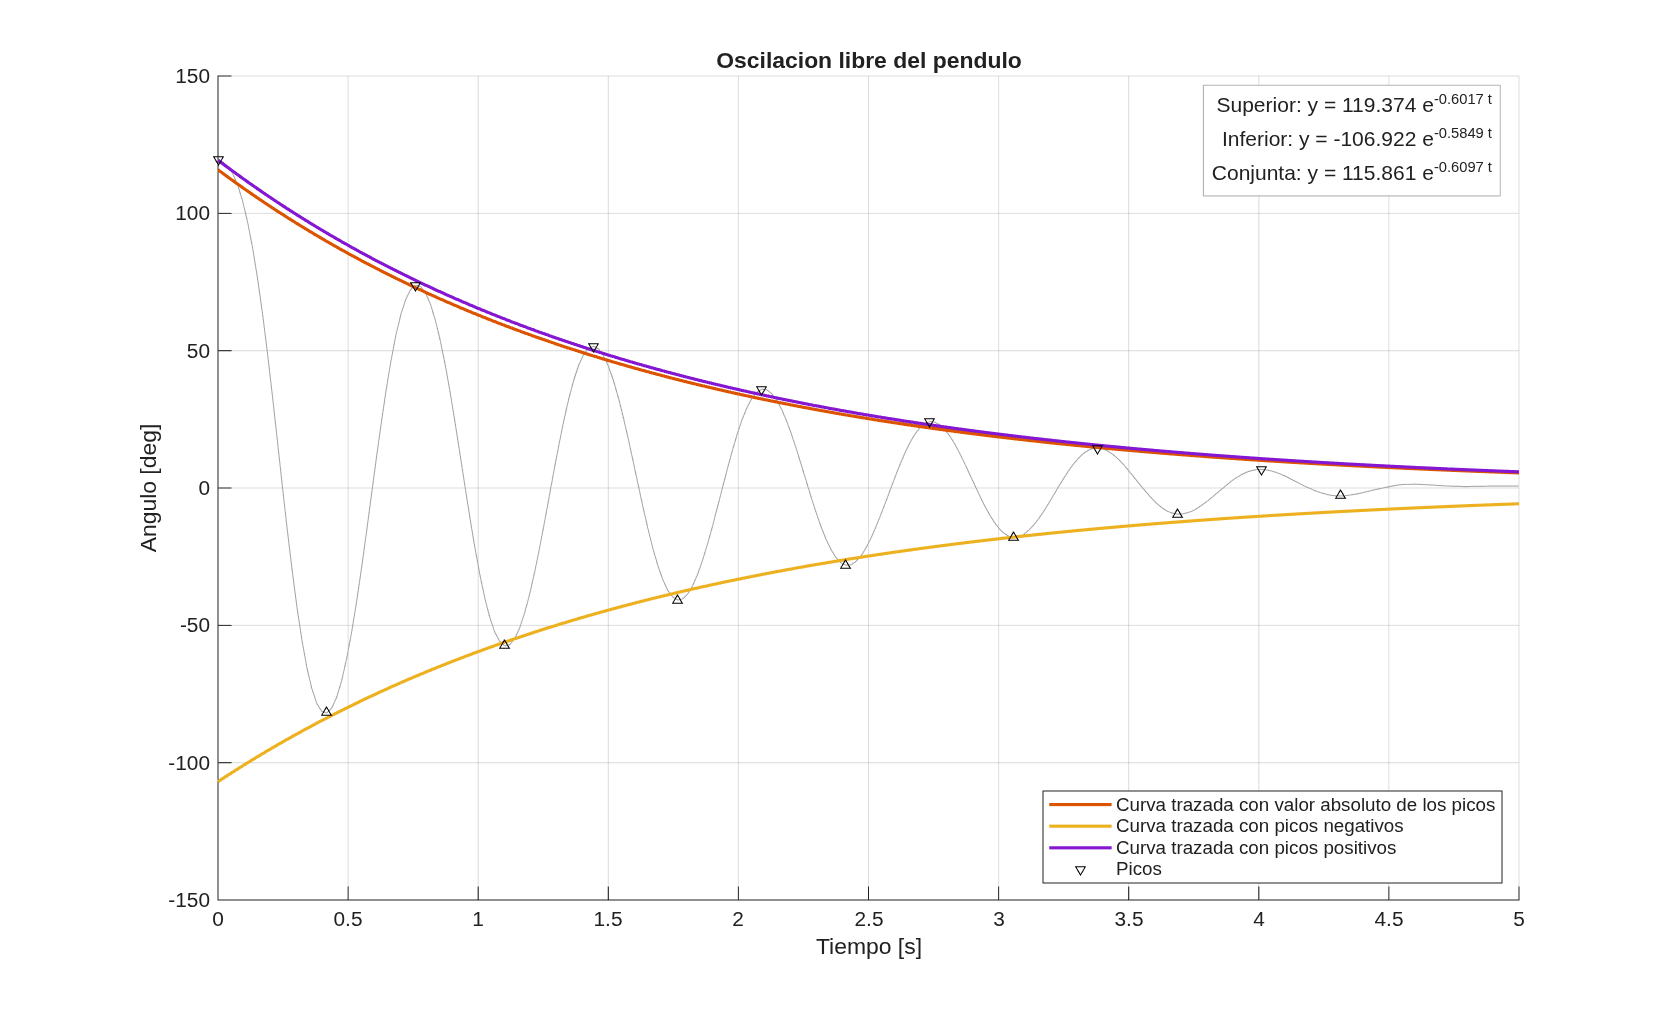 Oscilacion libre del pendulo
150
100
50
0
-50
-100
-150
Angulo [deg]
Superior: y = 119.374 e^-0.6017 t
Inferior: y = -106.922 e^-0.5849 t
Conjunta: y = 115.861 e^-0.6097 t
Curva trazada con valor absoluto de los picos
Curva trazada con picos negativos
Curva trazada con picos positivos
Picos
0 0.5 1 1.5 2 2.5 3 3.5 4 4.5 5
Tiempo [s]